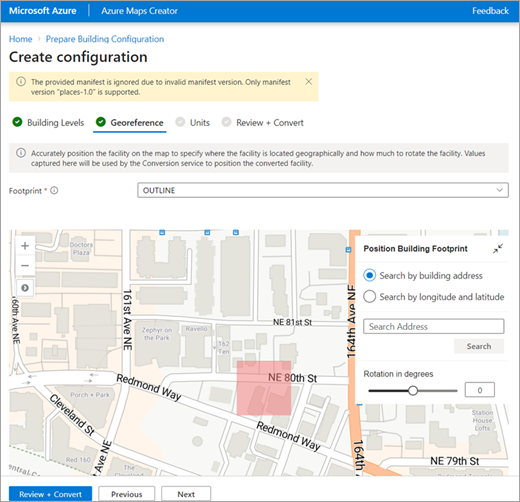 Microsoft Azure Azure Maps Creator Feedback
Home > Prepare Building Configuration
Create configuration
The provided manifest is ignored due to invalid manifest version. Only manifest
version "places-1.0" is supported.
Building Levels Georeference Units Review + Convert
Accurately position the facility on the map to specify where the facility is located geographically and how much to rotate the facility. Values
captured here will be used by the Conversion service to position the converted facility.
Footprint * OUTLINE
Position Building Footprint
Search by building address
Search by longitude and latitude
Search Address
Search
Rotation in degrees
0
Doctors
Plaza
160th Ave NE
161st Ave NE
Zephyr on
the Park
Ravello
162
Ten
NE 81st St
164th Ave NE
NE 80th St
Redmond Way
Porch +
Park
Cleveland St
Ave NE
Red 160
Redmond Way
164th
Station
House
Lofts
NE 79th St
Review + Convert Previous Next